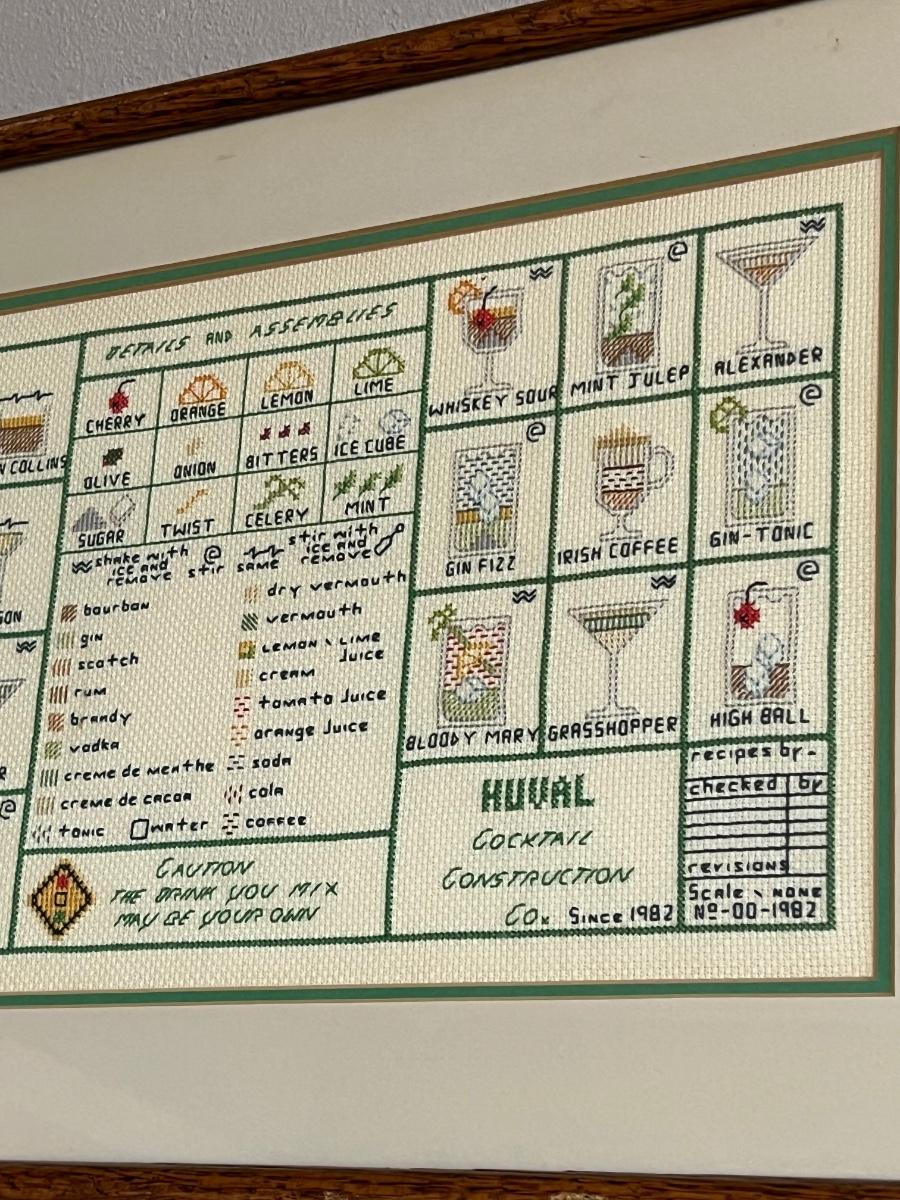 DETAILS AND ASSEMBLIES
CHERRY ORANGE LEMON LIME
OLIVE ONION BITTERS ICE CUBE
SUGAR TWIST CELERY MINT
shake with ice and remove
stir
same
stir with ice and remove
bourbon
gin
scotch
rum
brandy
vodka
creme de menthe
creme de cacoa
tonic
water
dry vermouth
vermouth
LEMON \ LIME Juice
cream
tomato Juice
orange Juice
soda
cola
COFFEE
CAUTION
THE DRINK YOU MIX
MAY BE YOUR OWN
COLLINS
WHISKEY SOUR MINT JULEP ALEXANDER
GIN FIZZ IRISH COFFEE GIN-TONIC
BLOODY MARY GRASSHOPPER HIGH BALL
HUVAL
COCKTAIL
CONSTRUCTION
CO. SINCE 1982
recipes by-
checked by
revisions
Scale \ NONE
Nº-00-1982